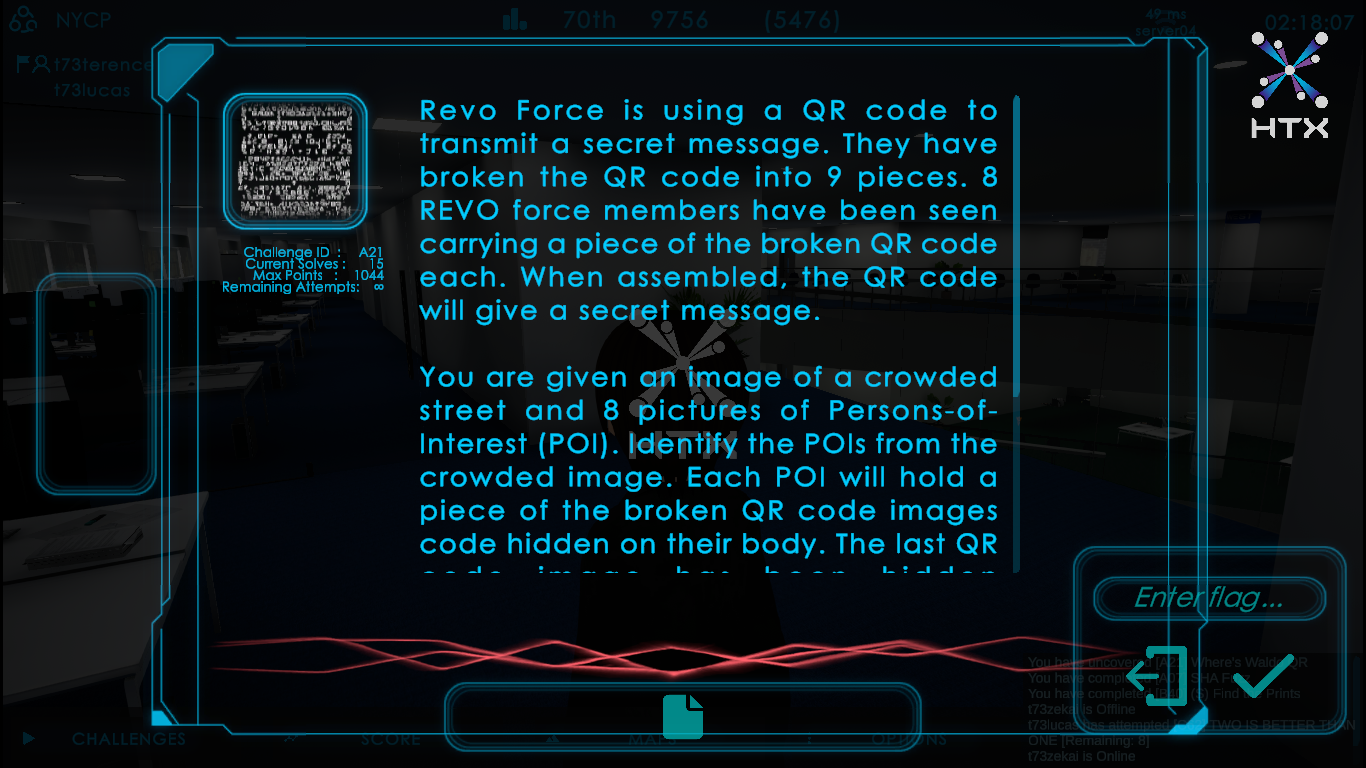 NYCP
70th 9756 (5476)
49 ms
server04
02:18:07
t73terence
t73lucas
HTX
Revo Force is using a QR code to
transmit a secret message. They have
broken the QR code into 9 pieces. 8
REVO force members have been seen
carrying a piece of the broken QR code
each. When assembled, the QR code
will give a secret message.
Challenge ID : A21
Current Solves : 15
Max Points : 1044
Remaining Attempts: ∞
You are given an image of a crowded
street and 8 pictures of Persons-of-
Interest (POI). Identify the POIs from the
crowded image. Each POI will hold a
piece of the broken QR code images
code hidden on their body. The last QR
code image has been hidden
HTX
Enter flag...
You have uncovered [A21] Where's Waldo QR
You have completed SHA
You have completed (S) Find Prints
t73zekai is Offline
t73lucas has attempted TWO IS BETTER THAN
ONE [Remaining: 8]
t73zekai is Online
CHALLENGES
SCORE
MAP
OPTIONS